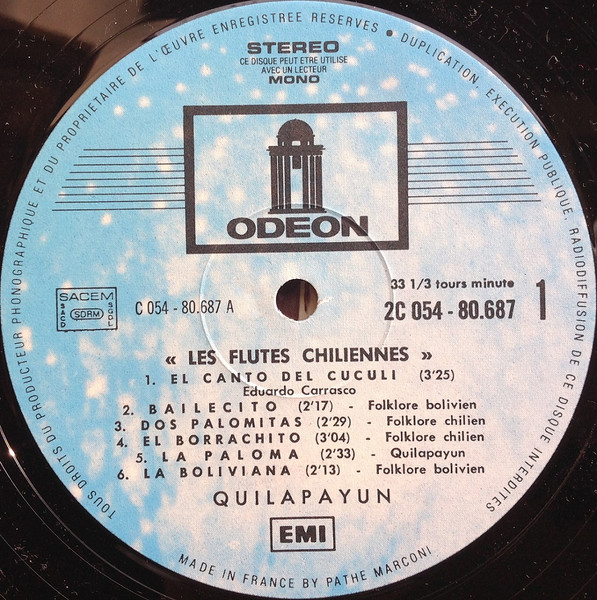 TOUS DROITS DU PRODUCTEUR PHONOGRAPHIQUE ET DU PROPRIETAIRE DE L'ŒUVRE ENREGISTREE RESERVES • DUPLICATION, EXECUTION PUBLIQUE, RADIODIFFUSION DE CE DISQUE INTERDITES
STEREO
CE DISQUE PEUT ETRE UTILISE
AVEC UN LECTEUR
MONO
ODEON
SACEM
SACD
SDRM
SGDL
C 054 - 80.687 A
33 1/3 tours minute
2C 054 - 80.687
1
« LES FLUTES CHILIENNES »
1. EL CANTO DEL CUCULI (3'25)
Eduardo Carrasco
2. BAILECITO (2'17) - Folklore bolivien
3. DOS PALOMITAS (2'29) - Folklore chilien
4. EL BORRACHITO (3'04) - Folklore chilien
5. LA PALOMA (2'33) - Quilapayun
6. LA BOLIVIANA (2'13) - Folklore bolivien
QUILAPAYUN
EMI
MADE IN FRANCE BY PATHE MARCONI